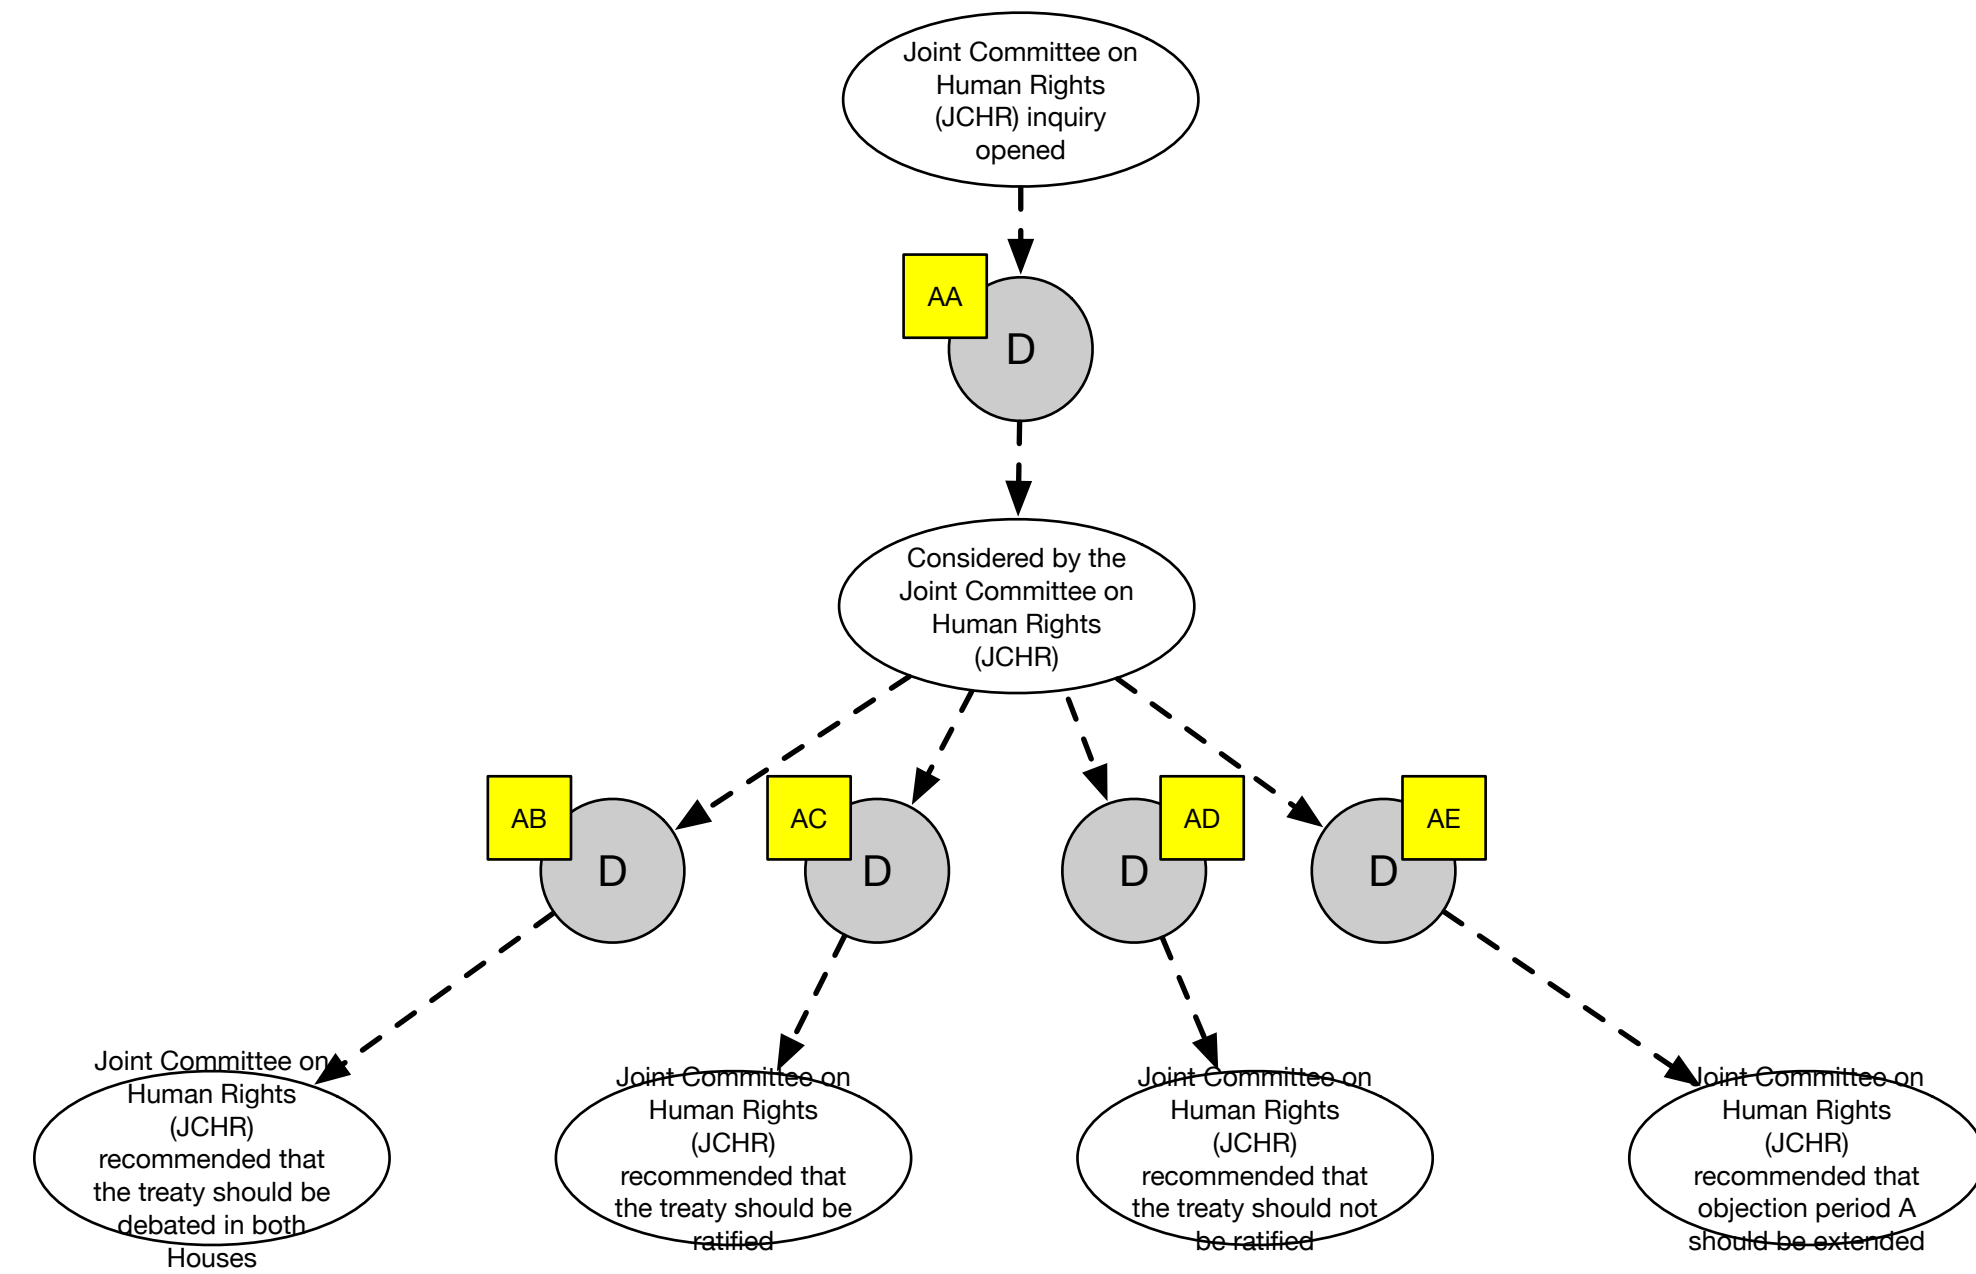 Joint Committee on
Human Rights
(JCHR) inquiry
opened
AA
D
Considered by the
Joint Committee on
Human Rights
(JCHR)
AB
D
AC
D
AD
D
AE
D
Joint Committee on
Human Rights
(JCHR)
recommended that
the treaty should be
debated in both
Houses
Joint Committee on
Human Rights
(JCHR)
recommended that
the treaty should be
ratified
Joint Committee on
Human Rights
(JCHR)
recommended that
the treaty should not
be ratified
Joint Committee on
Human Rights
(JCHR)
recommended that
objection period A
should be extended